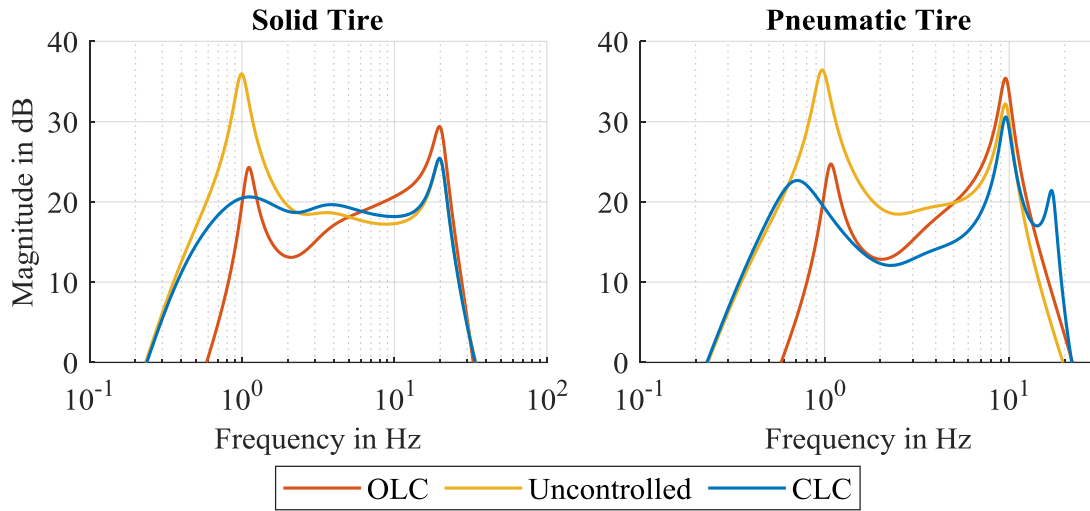 Solid Tire
Pneumatic Tire
Magnitude in dB
40
30
20
10
0
10^-1
10^0
10^1
10^2
Frequency in Hz
40
30
20
10
0
10^-1
10^0
10^1
Frequency in Hz
OLC Uncontrolled CLC